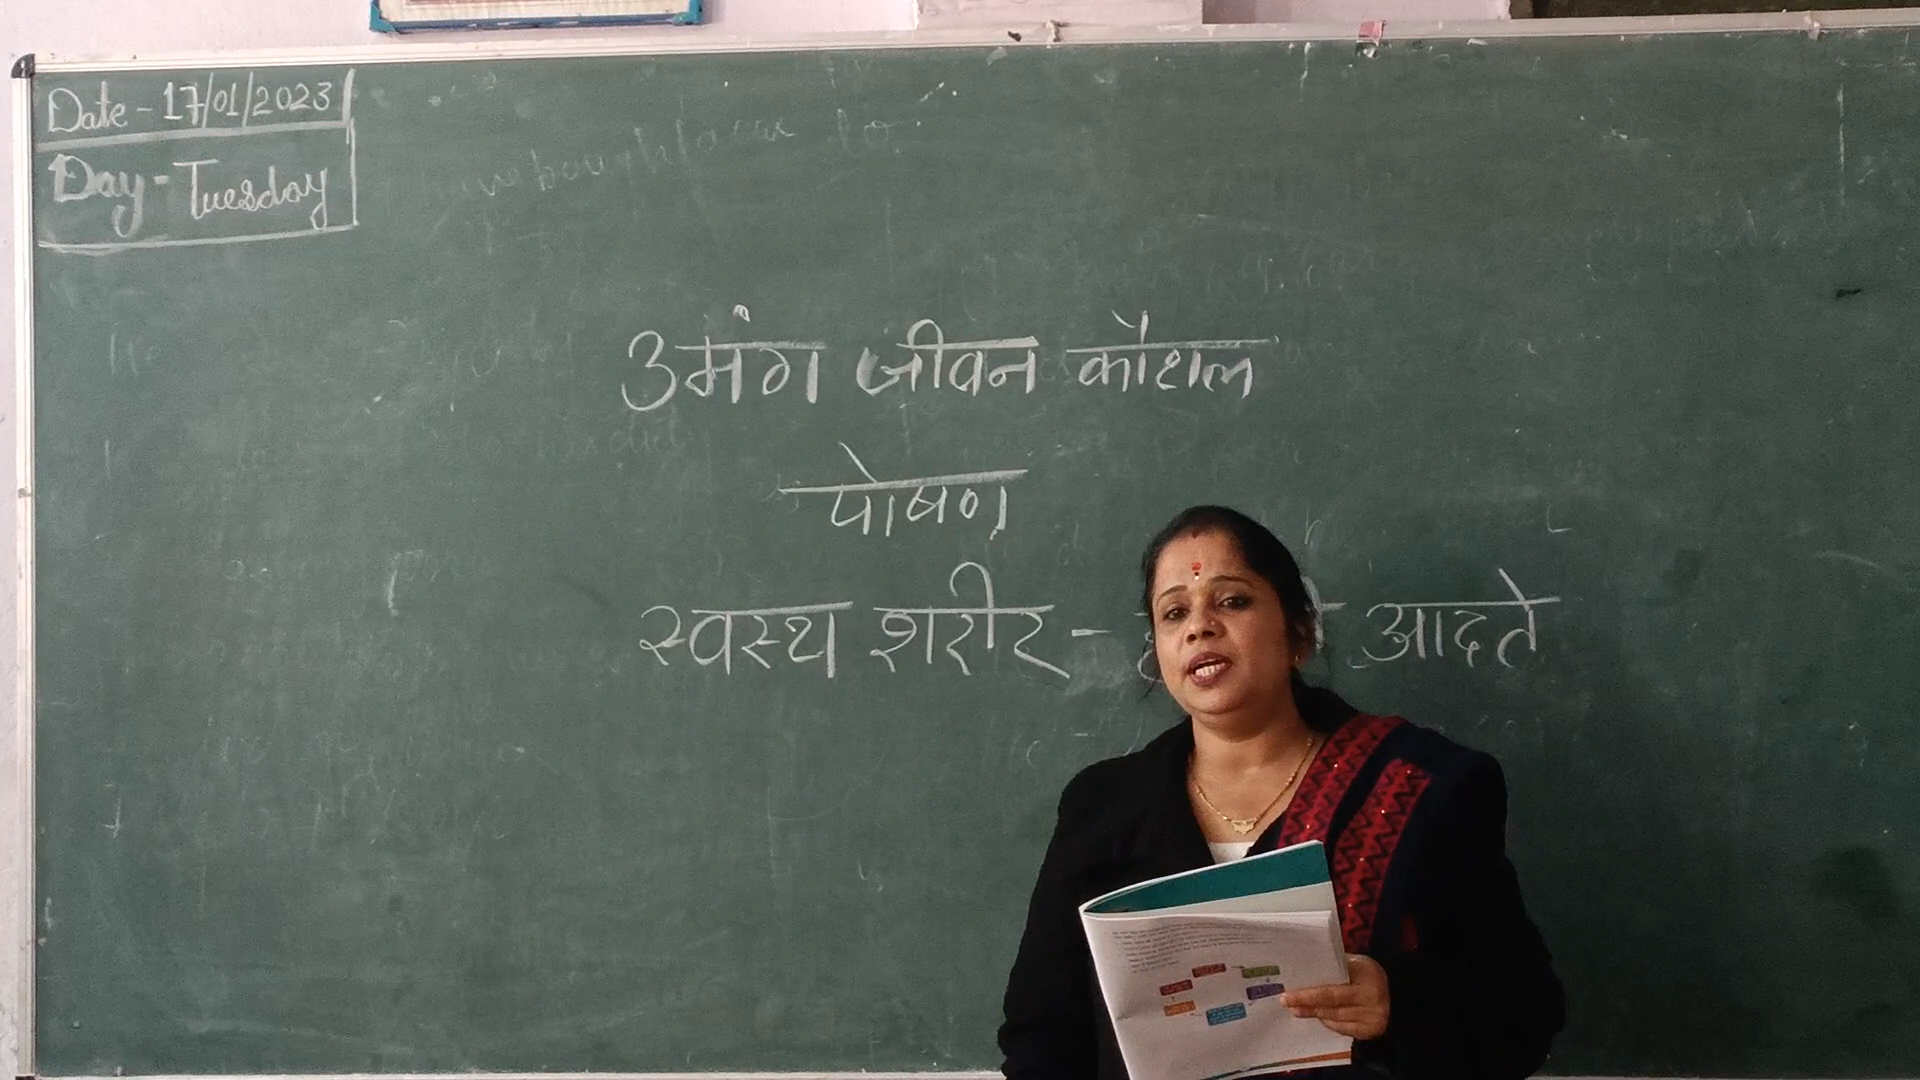 Date - 17/01/2023
Day - Tuesday
उमंग जीवन कौशल
पोषण
स्वस्थ शरीर - आदते